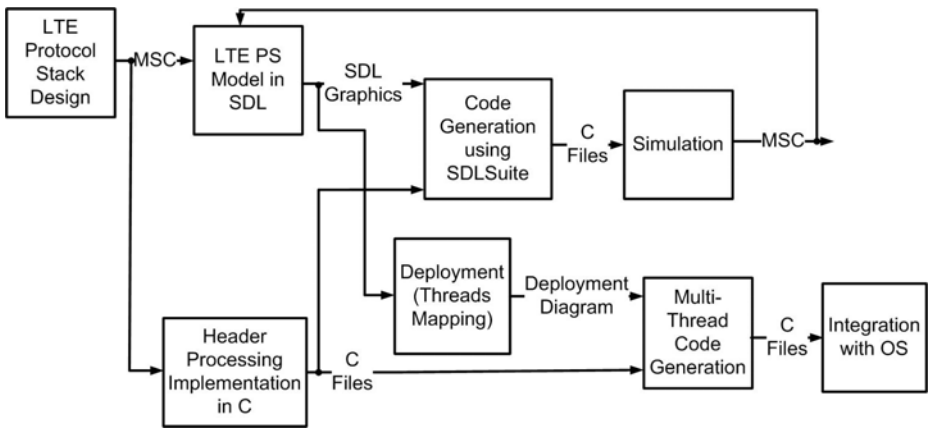 LTE
Protocol
Stack
Design
MSC
LTE PS
Model in
SDL
SDL
Graphics
Code
Generation
using
SDLSuite
C
Files
Simulation
MSC
Deployment
(Threads
Mapping)
Deployment
Diagram
Multi-
Thread
Code
Generation
C
Files
Integration
with OS
Header
Processing
Implementation
in C
C
Files